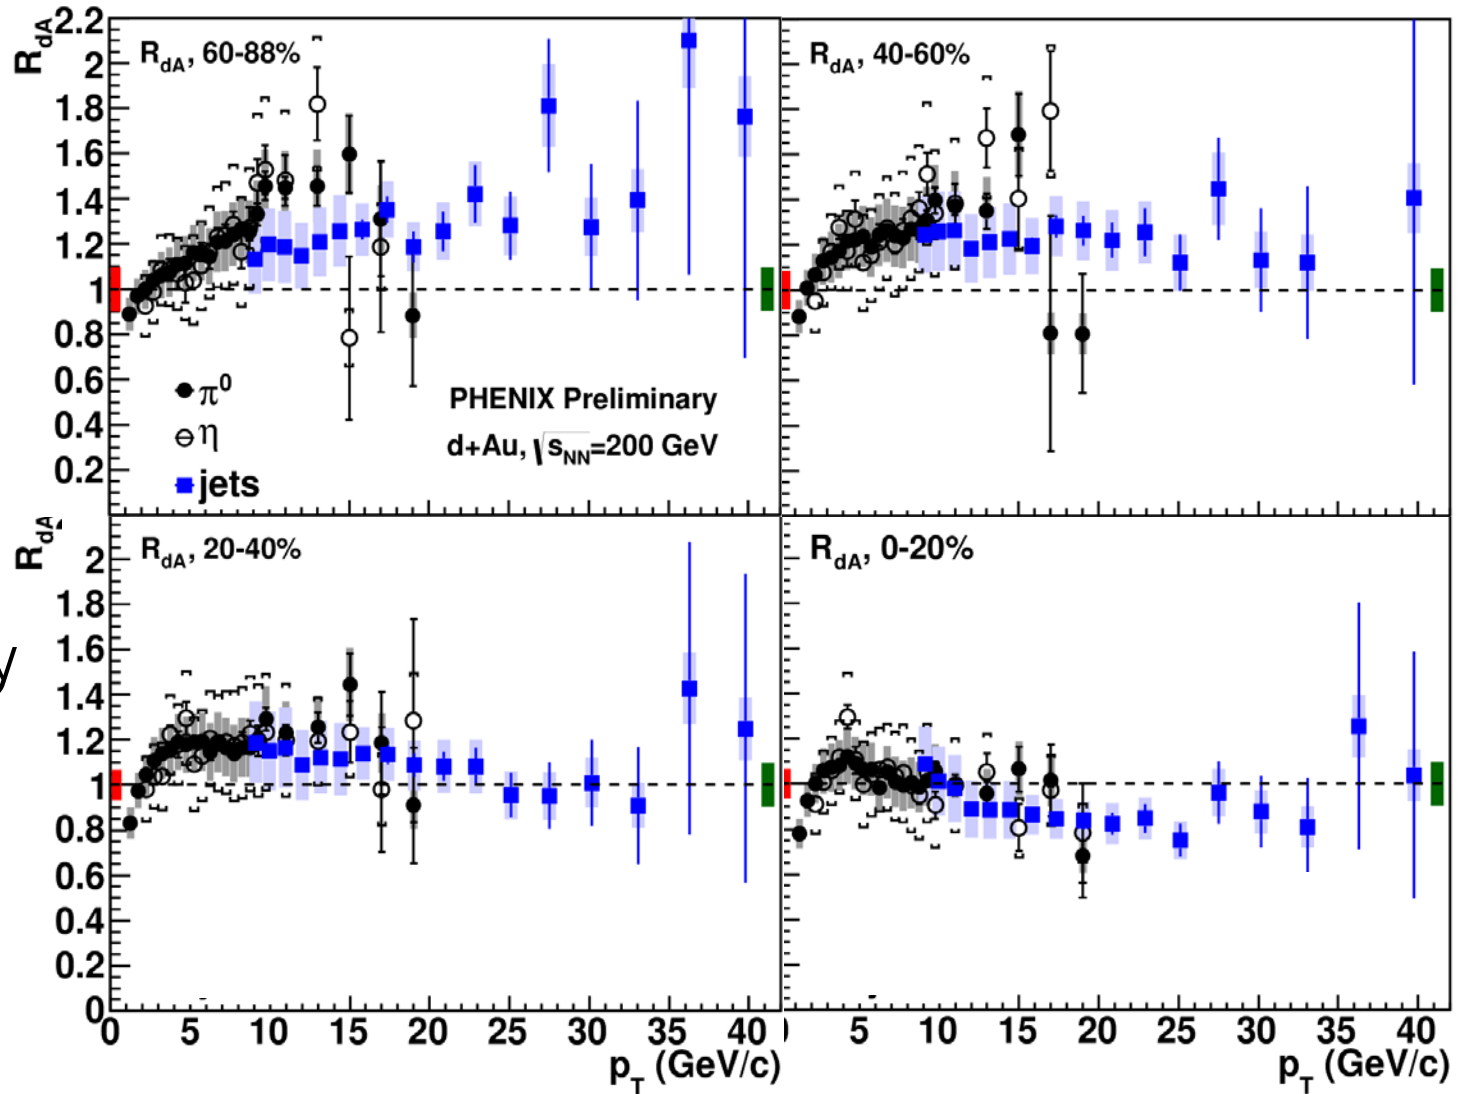 R_dA
2.2
2
1.8
1.6
1.4
1.2
1
0.8
0.6
0.4
0.2
R_dA, 60-88%
π⁰
η
jets
PHENIX Preliminary
d+Au, √s_NN=200 GeV
R_dA, 40-60%
R_dA
2
1.8
1.6
1.4
1.2
1
0.8
0.6
0.4
0.2
0
R_dA, 20-40%
R_dA, 0-20%
y
0 5 10 15 20 25 30 35 40
p_T (GeV/c)
5 10 15 20 25 30 35 40
p_T (GeV/c)